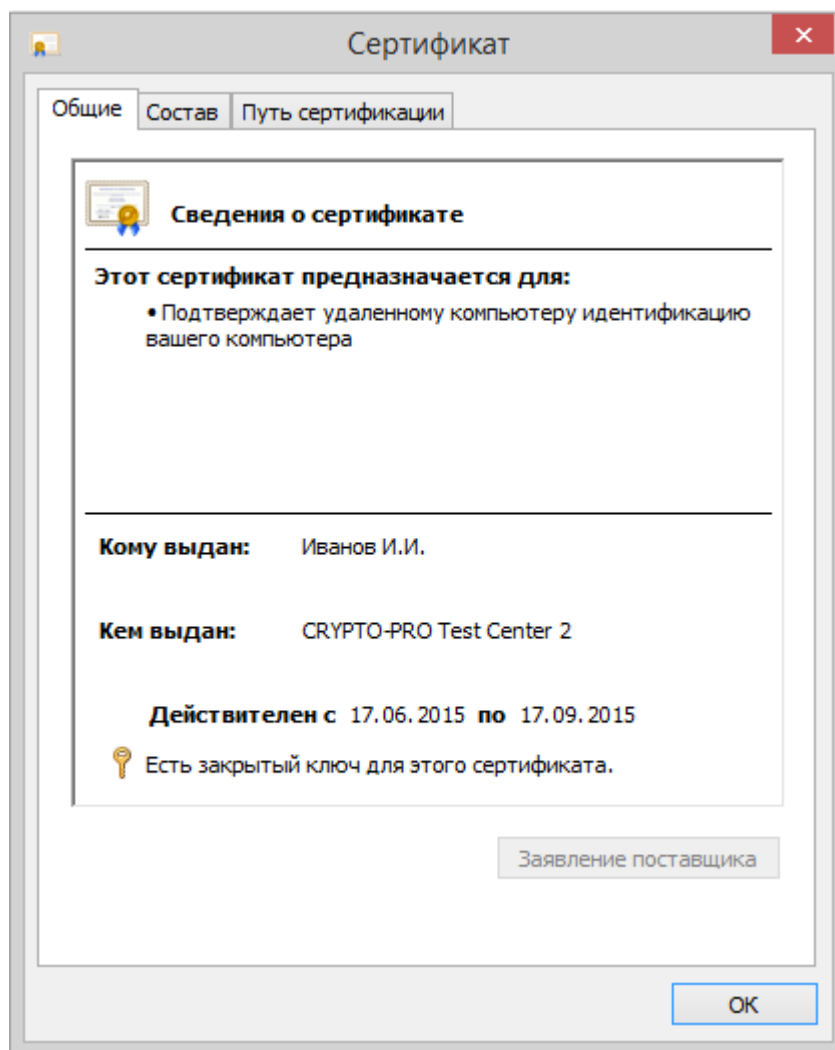 Сертификат
Общие Состав Путь сертификации
Сведения о сертификате
Этот сертификат предназначается для:
• Подтверждает удаленному компьютеру идентификацию
вашего компьютера
Кому выдан: Иванов И.И.
Кем выдан: CRYPTO-PRO Test Center 2
Действителен с 17.06.2015 по 17.09.2015
Есть закрытый ключ для этого сертификата.
Заявление поставщика
ОК